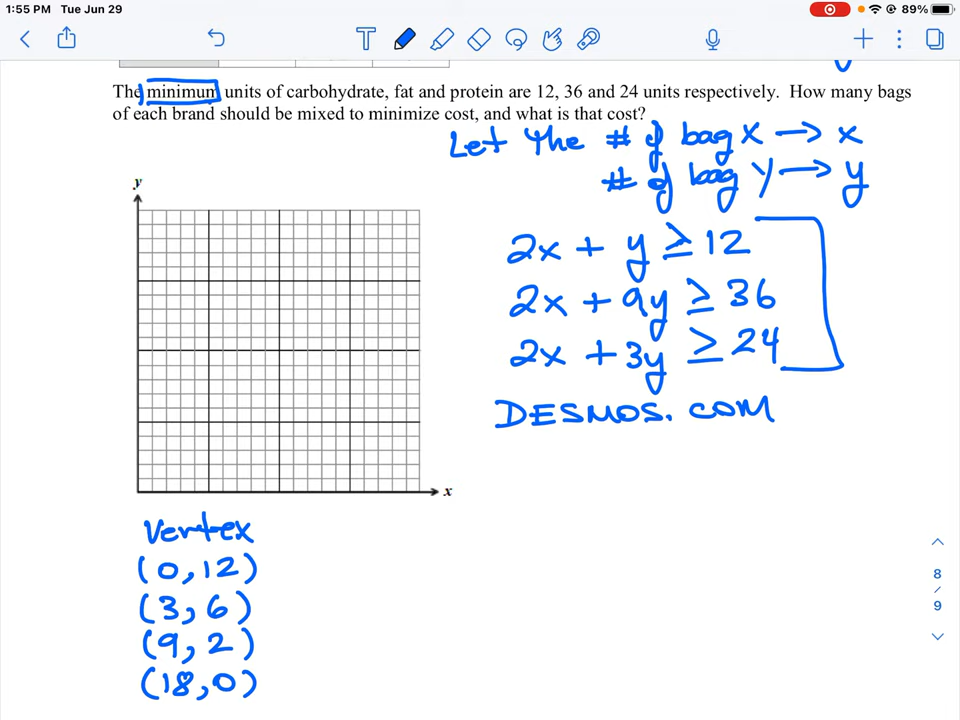 1:55 PM Tue Jun 29
89%
T
The minimum units of carbohydrate, fat and protein are 12, 36 and 24 units respectively. How many bags
of each brand should be mixed to minimize cost, and what is that cost?
Let the # of bag X → x
# of bag Y → y
y
x
2x + y ≥ 12
2x + 9y ≥ 36
2x + 3y ≥ 24
DESMOS. COM
Vertex
(0,12)
(3,6)
(9,2)
(18,0)
8
/
9